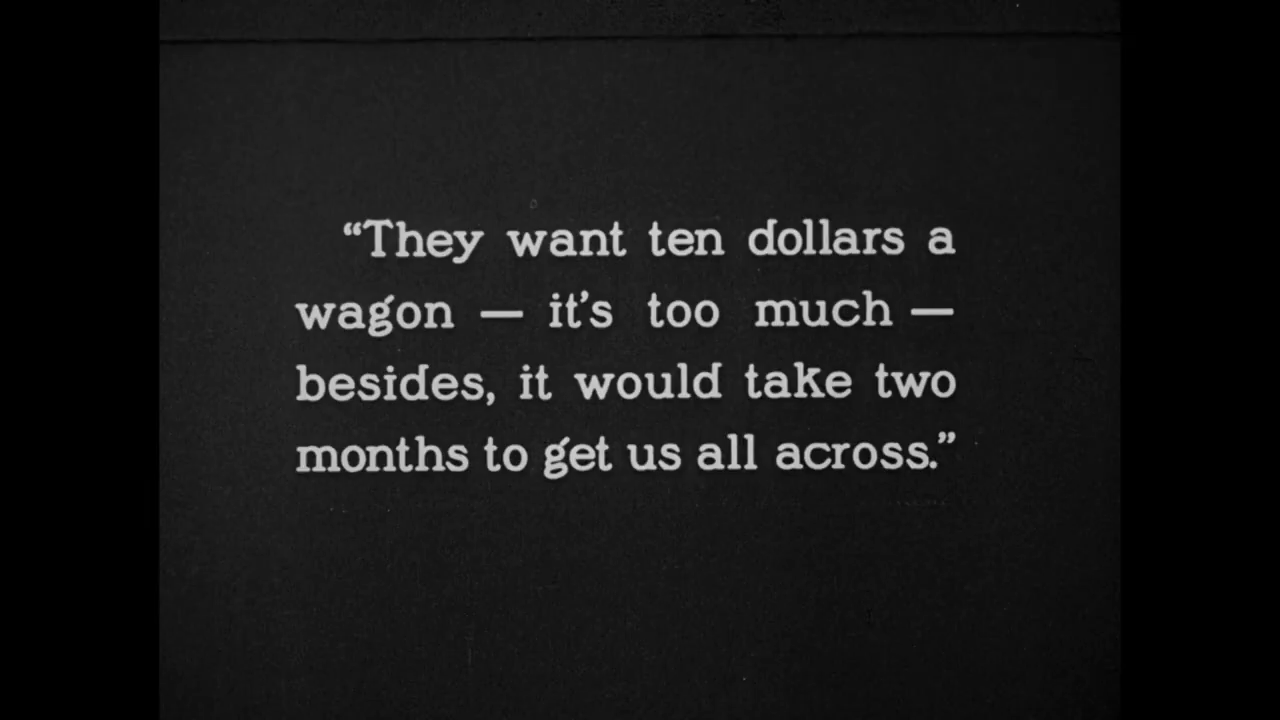 “They want ten dollars a
wagon — it’s too much —
besides, it would take two
months to get us all across.”